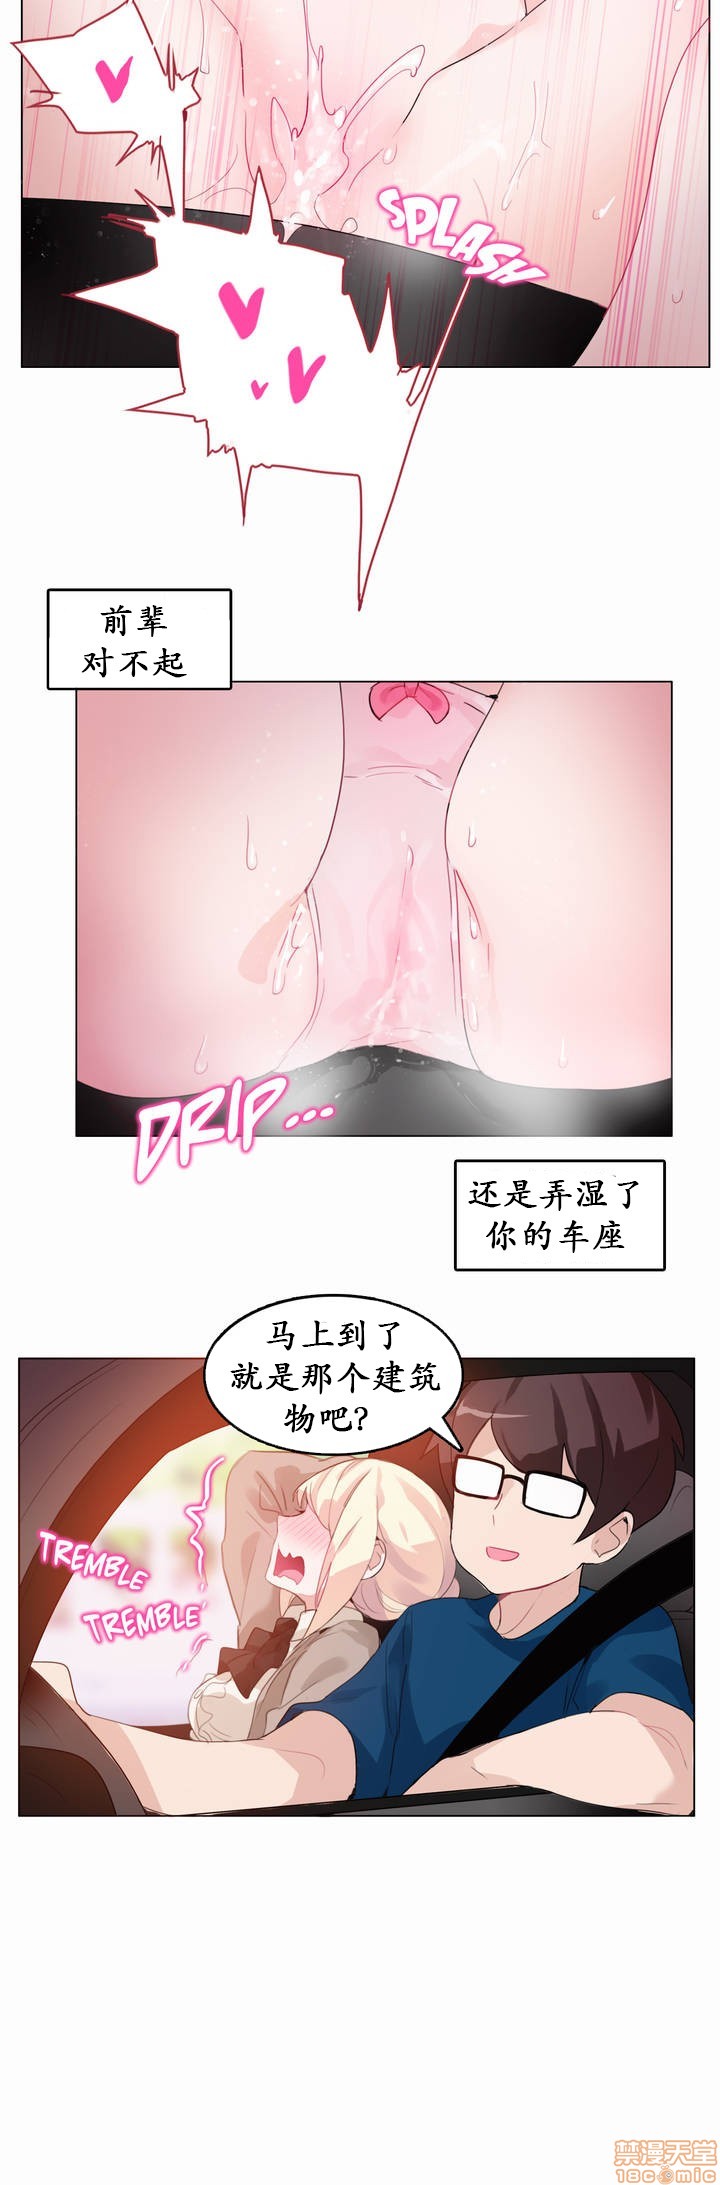 SPLASH
前辈
对不起
DRIP...
还是弄湿了
你的车座
马上到了
就是那个建筑
物吧?
TREMBLE
TREMBLE
禁漫天堂
18comic